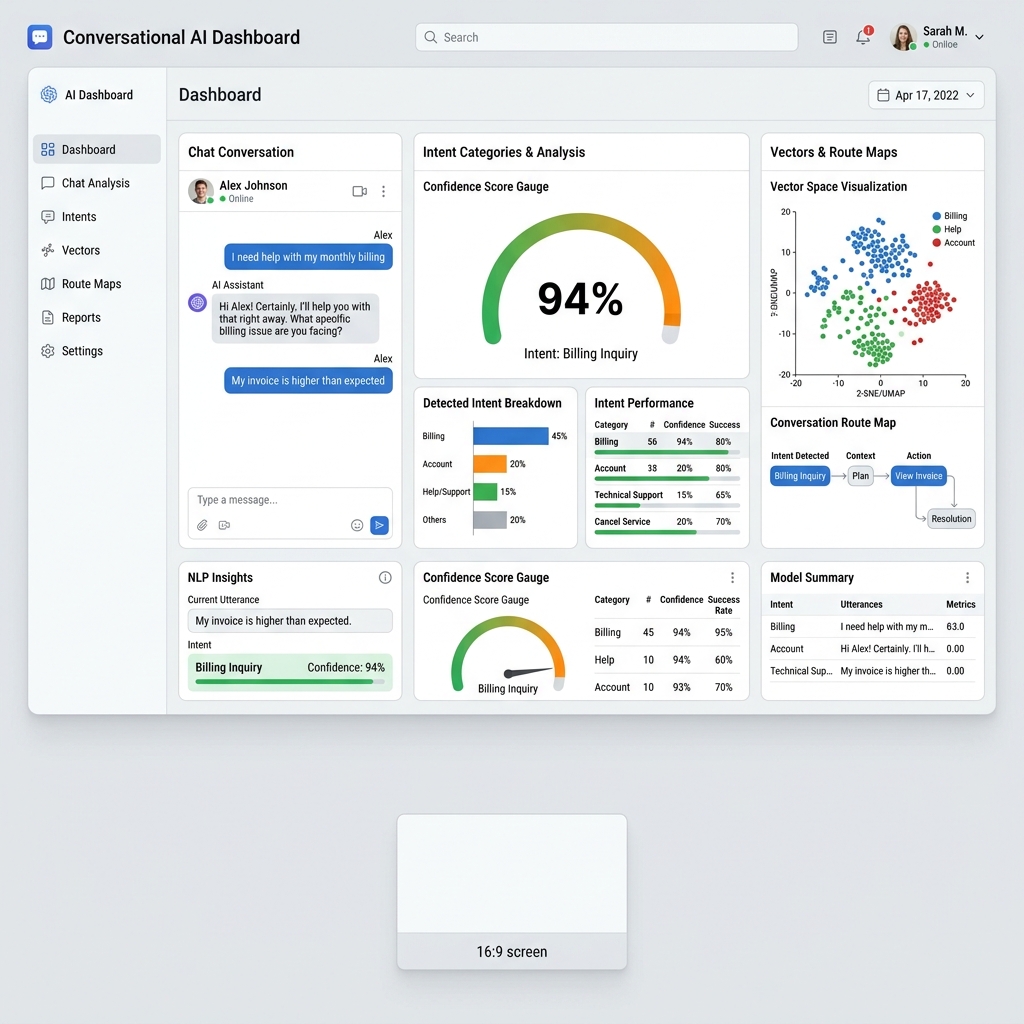 Conversational AI Dashboard
Search
1
Sarah M.
Onlioe
AI Dashboard
Dashboard
Chat Analysis
Intents
Vectors
Route Maps
Reports
Settings
Dashboard
Apr 17, 2022
Chat Conversation
Alex Johnson
Online
Alex
I need help with my monthly billing
AI Assistant
Hi Alex! Certainly, I'll help you with
that right away. What apeolfic
bllling issue are you facing?
Alex
My invoice is higher than expected
Type a message...
Intent Categories & Analysis
Confidence Score Gauge
94%
Intent: Billing Inquiry
Detected Intent Breakdown
Billing 45%
Account 20%
Help/Support 15%
Others 20%
Intent Performance
Category # Confidence Success
Billing 56 94% 80%
Account 38 20% 80%
Technical Support 15% 65%
Cancel Service 20% 70%
Vectors & Route Maps
Vector Space Visualization
Billing
Help
Account
20
10
0
-10
-20
-20 -10 0 10 20
2-SNE/UMAP
Conversation Route Map
Intent Detected Context Action
Billing Inquiry Plan View Invoice
Resolution
NLP Insights
Current Utterance
My invoice is higher than expected.
Intent
Billing Inquiry Confidence: 94%
Confidence Score Gauge
Confidence Score Gauge
Billing Inquiry
Category # Confidence Success
Rate
Billing 45 94% 95%
Help 10 94% 60%
Account 10 93% 70%
Model Summary
Intent Utterances Metrics
Billing I need help with my m... 63.0
Account Hi Alex! Certainly. I'll h... 0.00
Technical Sup... My invoice is higher th... 0.00
16:9 screen